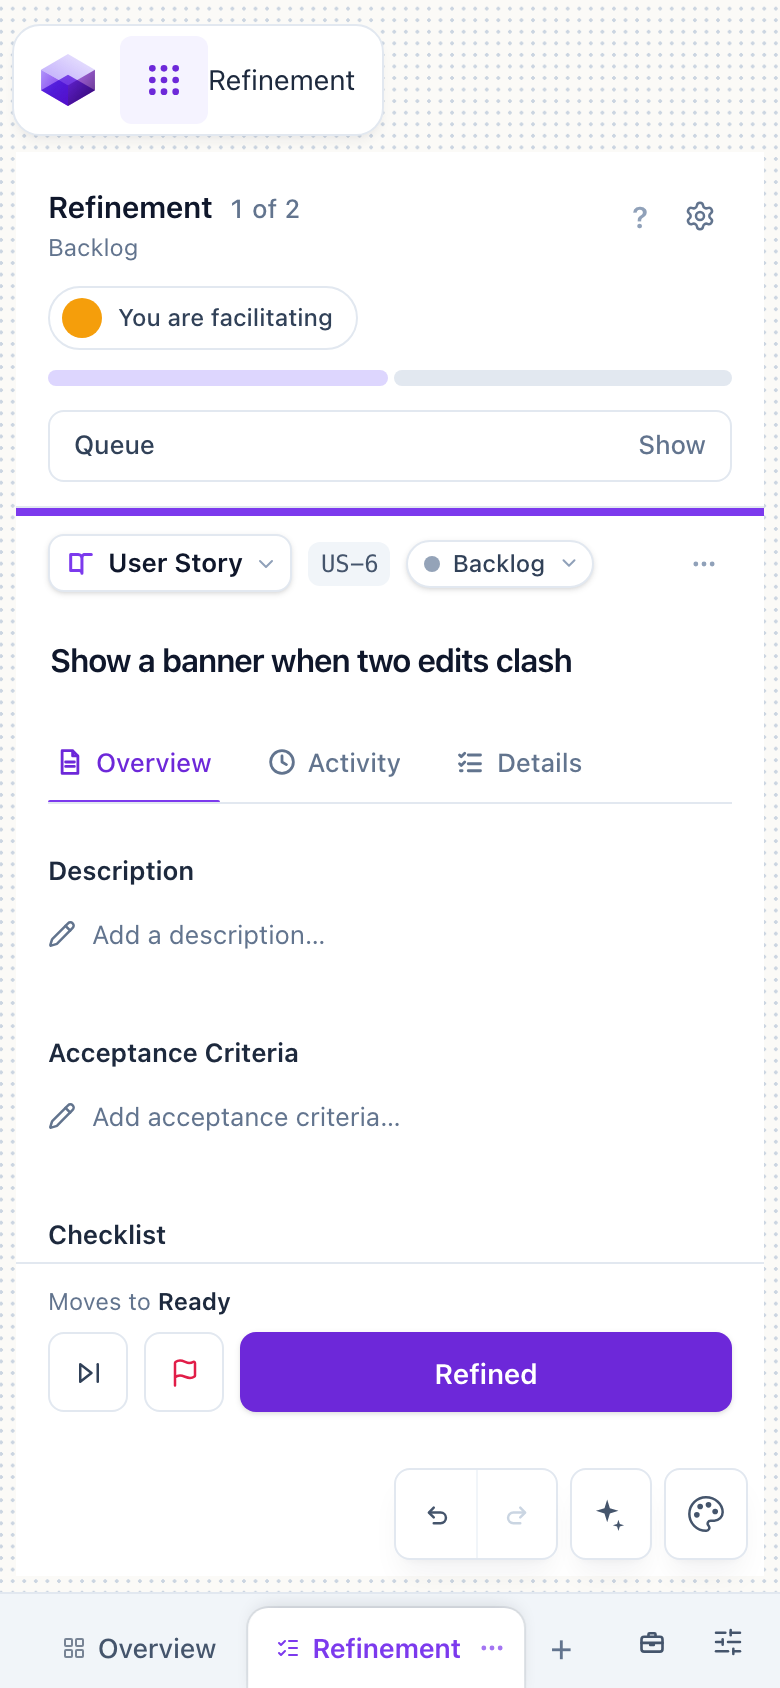 Refinement
Refinement 1 of 2
?
Backlog
You are facilitating
Queue Show
User Story US-6 Backlog
Show a banner when two edits clash
Overview Activity Details
Description
Add a description...
Acceptance Criteria
Add acceptance criteria...
Checklist
Moves to Ready
Refined
Overview Refinement